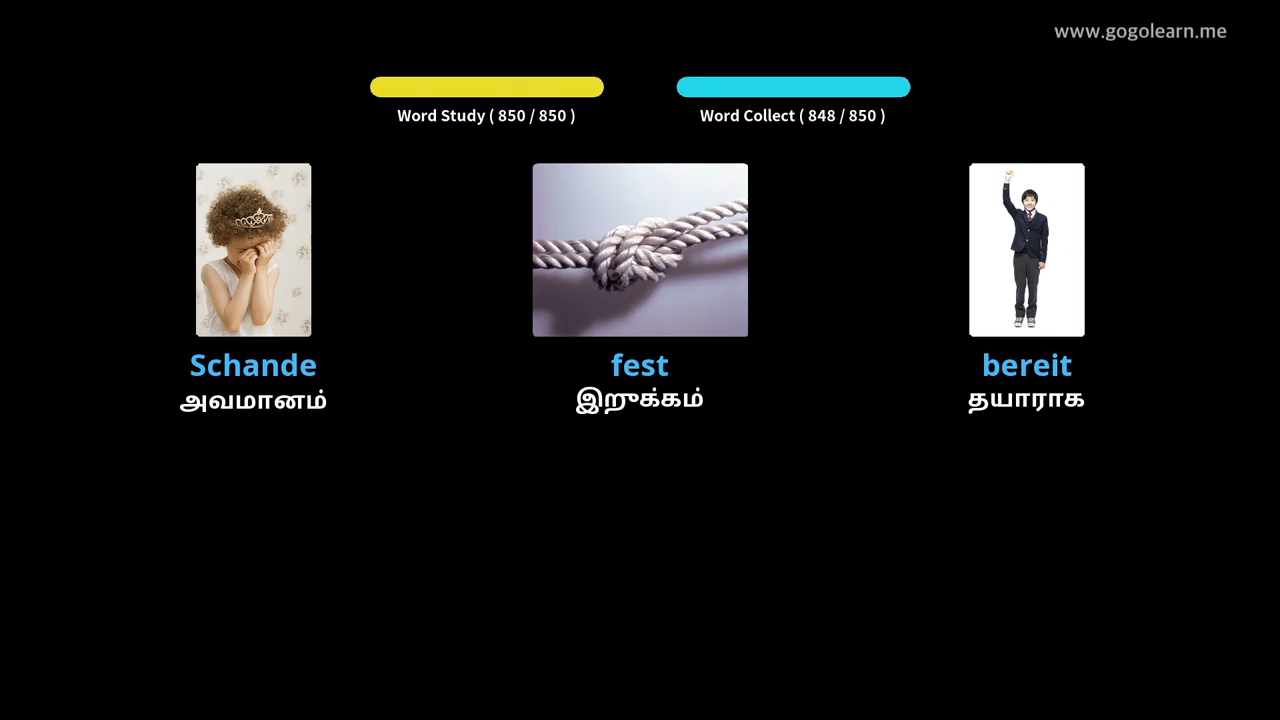 www.gogolearn.me
Word Study ( 850 / 850 )
Word Collect ( 848 / 850 )
Schande
அவமானம்
fest
இறுக்கம்
bereit
தயாராக